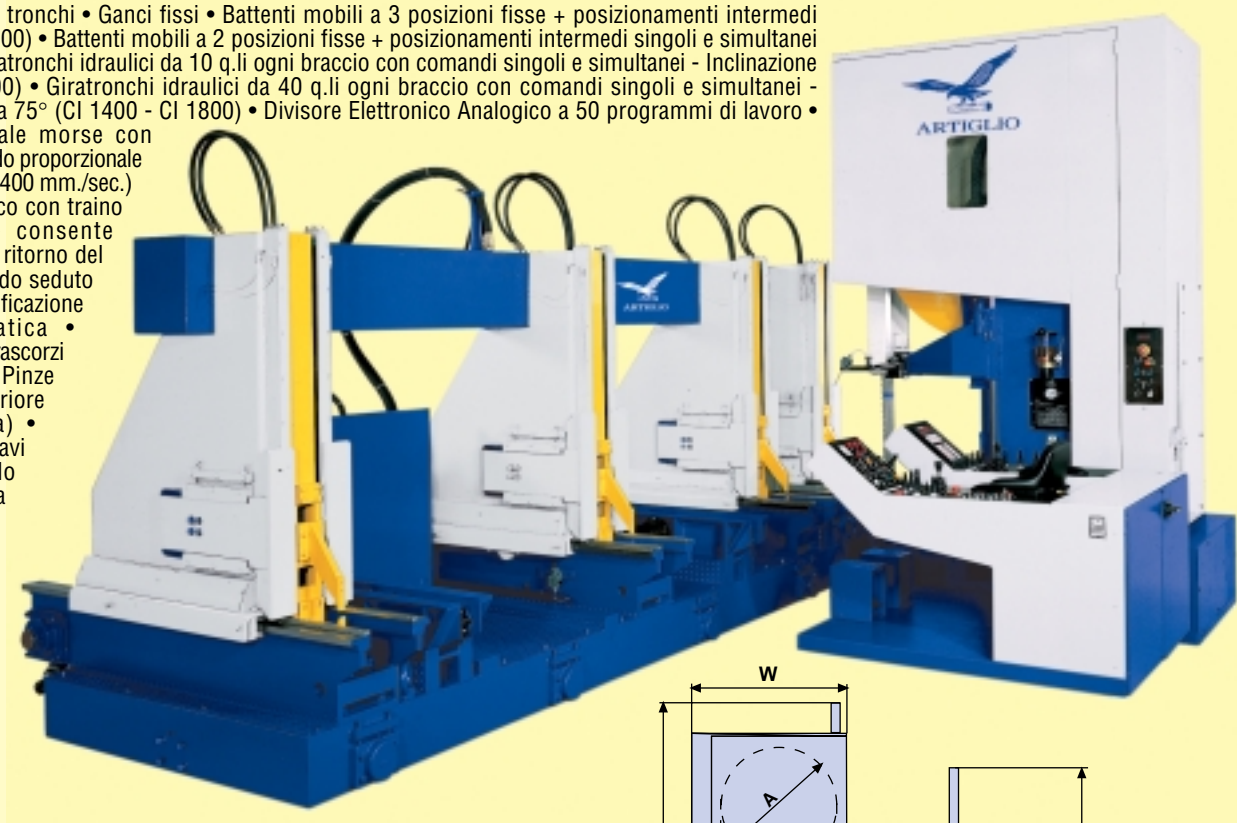 tronchi • Ganci fissi • Battenti mobili a 3 posizioni fisse + posizionamenti intermedi
00) • Battenti mobili a 2 posizioni fisse + posizionamenti intermedi singoli e simultanei
atronchi idraulici da 10 q.li ogni braccio con comandi singoli e simultanei - Inclinazione
00) • Giratronchi idraulici da 40 q.li ogni braccio con comandi singoli e simultanei -
a 75° (CI 1400 - CI 1800) • Divisore Elettronico Analogico a 50 programmi di lavoro •
ale morse con
do proporzionale
400 mm./sec.)
co con traino
consente
ritorno del
do seduto
ificazione
atica •
rascorzi
Pinze
riore
a) •
avi
lo
a
ARTIGLIO
ARTIGLIO
W
A